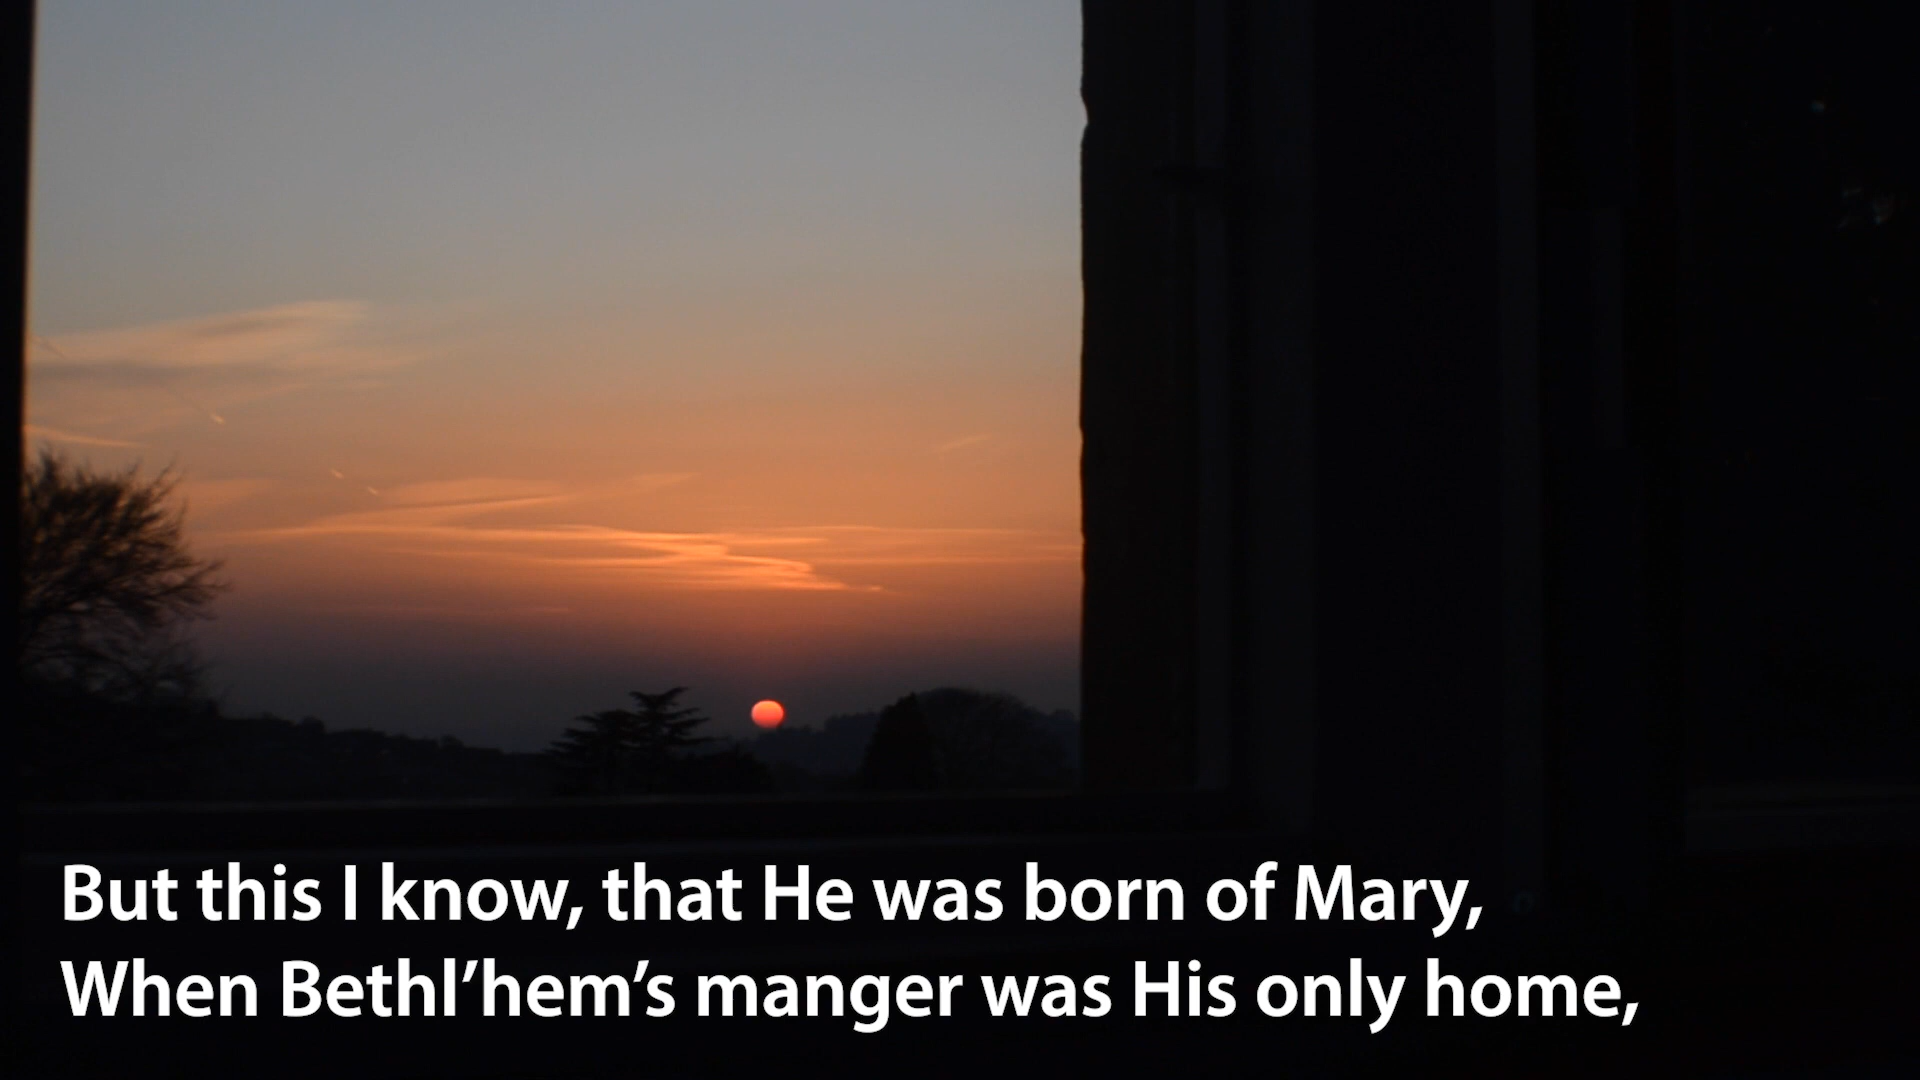 But this I know, that He was born of Mary,
When Bethl’hem’s manger was His only home,